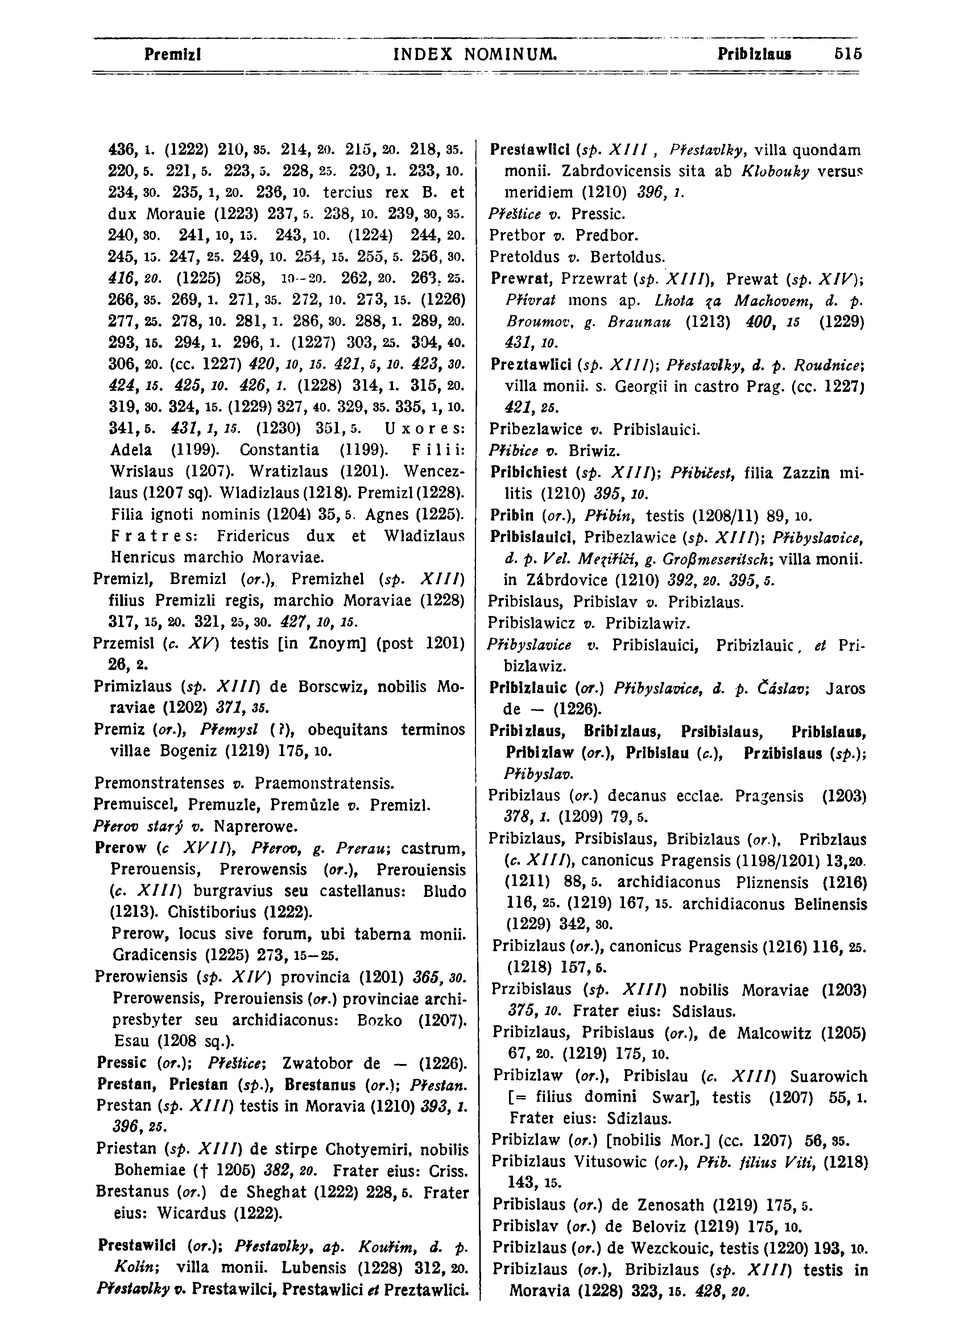 Premizl INDEX NOMINUM. Pribizlaus 515
436, 1. (1222) 210, 35. 214, 20. 215, 20. 218, 35.
220, 5. 221, 5. 223, 5. 228, 25. 230, 1. 233, 10.
234, 30. 235, 1, 20. 236, 10. tercius rex B. et
dux Morauie (1223) 237, 5. 238, 10. 239, 30, 35.
240, 30. 241, 10, 15. 243, 10. (1224) 244, 20.
245, 15. 247, 25. 249, 10. 254, 15. 255, 5. 256, 30.
416, 20. (1225) 258, 10–20. 262, 20. 263, 25.
266, 35. 269, 1. 271, 35. 272, 10. 273, 15. (1226)
277, 25. 278, 10. 281, 1. 286, 30. 288, 1. 289, 20.
293, 15. 294, 1. 296, 1. (1227) 303, 25. 304, 40.
306, 20. (cc. 1227) 420, 10, 15. 421, 5, 10. 423, 30.
424, 15. 425, 10. 426, 1. (1228) 314, 1. 315, 20.
319, 30. 324, 15. (1229) 327, 40. 329, 35. 335, 1, 10.
341, 5. 431, 1, 15. (1230) 351, 5. Uxores:
Adela (1199). Constantia (1199). Filii:
Wrislaus (1207). Wratizlaus (1201). Wencez-
laus (1207 sq). Wladizlaus (1218). Premizl (1228).
Filia ignoti nominis (1204) 35, 5. Agnes (1225).
Fratres: Fridericus dux et Wladizlaus
Henricus marchio Moraviae.
Premizl, Bremizl (or.), Premizhel (sp. XIII)
filius Premizli regis, marchio Moraviae (1228)
317, 15, 20. 321, 25, 30. 427, 10, 15.
Przemisl (c. XV) testis [in Znoym] (post 1201)
26, 2.
Primizlaus (sp. XIII) de Borscwiz, nobilis Mo-
raviae (1202) 371, 35.
Premiz (or.), Přemysl (?), obequitans terminos
villae Bogeniz (1219) 175, 10.
Premonstratenses v. Praemonstratensis.
Premuiscel, Premuzle, Premůzle v. Premizl.
Přerov starý v. Naprerowe.
Prerow (c XVII), Přerov, g. Prerau; castrum,
Prerouensis, Prerowensis (or.), Prerouiensis
(c. XIII) burgravius seu castellanus: Bludo
(1213). Chistiborius (1222).
Prerow, locus sive forum, ubi taberna monii.
Gradicensis (1225) 273, 15–25.
Prerowiensis (sp. XIV) provincia (1201) 365, 30.
Prerowensis, Prerouiensis (or.) provinciae archi-
presbyter seu archidiaconus: Bozko (1207).
Esau (1208 sq.).
Pressic (or.); Přeštice; Zwatobor de — (1226).
Prestan, Priestan (sp.), Brestanus (or.); Přestan.
Prestan (sp. XIII) testis in Moravia (1210) 393, 1.
396, 25.
Priestan (sp. XIII) de stirpe Chotyemiri, nobilis
Bohemiae († 1205) 382, 20. Frater eius: Criss.
Brestanus (or.) de Sheghat (1222) 228, 5. Frater
eius: Wicardus (1222).
Prestawilci (or.); Přestavlky, ap. Kouřim, d. p.
Kolín; villa monii. Lubensis (1228) 312, 20.
Přestavlky v. Prestawilci, Prestawlici et Preztawlici.
Prestawlici (sp. XIII, Přestavlky, villa quondam
monii. Zabrdovicensis sita ab Klobouky versus
meridiem (1210) 396, 1.
Přeštice v. Pressic.
Pretbor v. Predbor.
Pretoldus v. Bertoldus.
Prewrat, Przewrat (sp. XIII), Prewat (sp. XIV);
Přívrat mons ap. Lhota za Machovem, d. p.
Broumov, g. Braunau (1213) 400, 15 (1229)
431, 10.
Preztawlici (sp. XIII); Přestavlky, d. p. Roudnice;
villa monii. s. Georgii in castro Prag. (cc. 1227)
421, 25.
Pribezlawice v. Pribislauici.
Přibice v. Briwiz.
Pribichiest (sp. XIII); Přibičest, filia Zazzin mi-
litis (1210) 395, 10.
Pribin (or.), Přibín, testis (1208/11) 89, 10.
Pribislauici, Pribezlawice (sp. XIII); Přibyslavice,
d. p. Vel. Meziříčí, g. Großmeseritsch; villa monii.
in Zábrdovice (1210) 392, 20. 395, 5.
Pribislaus, Pribislav v. Pribizlaus.
Pribislawicz v. Pribizlawiz.
Přibyslavice v. Pribislauici, Pribizlauic, et Pri-
bizlawiz.
Pribizlauic (or.) Přibyslavice, d. p. Čáslav; Jaros
de — (1226).
Pribizlaus, Bribizlaus, Prsibislaus, Pribislaus,
Pribizlaw (or.), Pribislau (c.), Przibislaus (sp.);
Přibyslav.
Pribizlaus (or.) decanus ecclae. Pragensis (1203)
378, 1. (1209) 79, 5.
Pribizlaus, Prsibislaus, Bribizlaus (or.), Pribzlaus
(c. XIII), canonicus Pragensis (1198/1201) 13,20.
(1211) 88, 5. archidiaconus Pliznensis (1216)
116, 25. (1219) 167, 15. archidiaconus Belinensis
(1229) 342, 30.
Pribizlaus (or.), canonicus Pragensis (1216) 116, 25.
(1218) 157, 5.
Przibislaus (sp. XIII) nobilis Moraviae (1203)
375, 10. Frater eius: Sdislaus.
Pribizlaus, Pribislaus (or.), de Malcowitz (1205)
67, 20. (1219) 175, 10.
Pribizlaw (or.), Pribislau (c. XIII) Suarowich
[= filius domini Swar], testis (1207) 55, 1.
Frater eius: Sdizlaus.
Pribizlaw (or.) [nobilis Mor.] (cc. 1207) 56, 35.
Pribizlaus Vitusowic (or.), Přib. filius Viti, (1218)
143, 15.
Pribislaus (or.) de Zenosath (1219) 175, 5.
Pribislav (or.) de Beloviz (1219) 175, 10.
Pribizlaus (or.) de Wezckouic, testis (1220) 193, 10.
Pribizlaus (or.), Bribizlaus (sp. XIII) testis in
Moravia (1228) 323, 15. 428, 20.